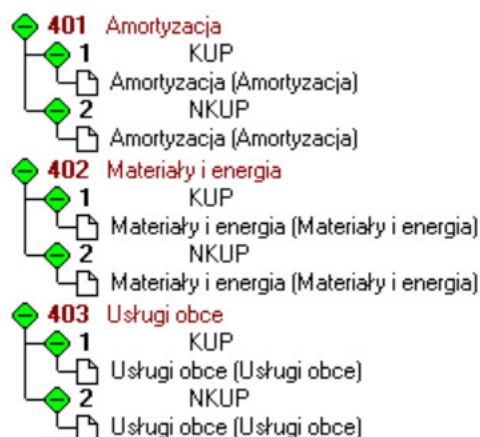 401 Amortyzacja
1 KUP
Amortyzacja (Amortyzacja)
2 NKUP
Amortyzacja (Amortyzacja)
402 Materiały i energia
1 KUP
Materiały i energia (Materiały i energia)
2 NKUP
Materiały i energia (Materiały i energia)
403 Usługi obce
1 KUP
Usługi obce (Usługi obce)
2 NKUP
Usługi obce (Usługi obce)